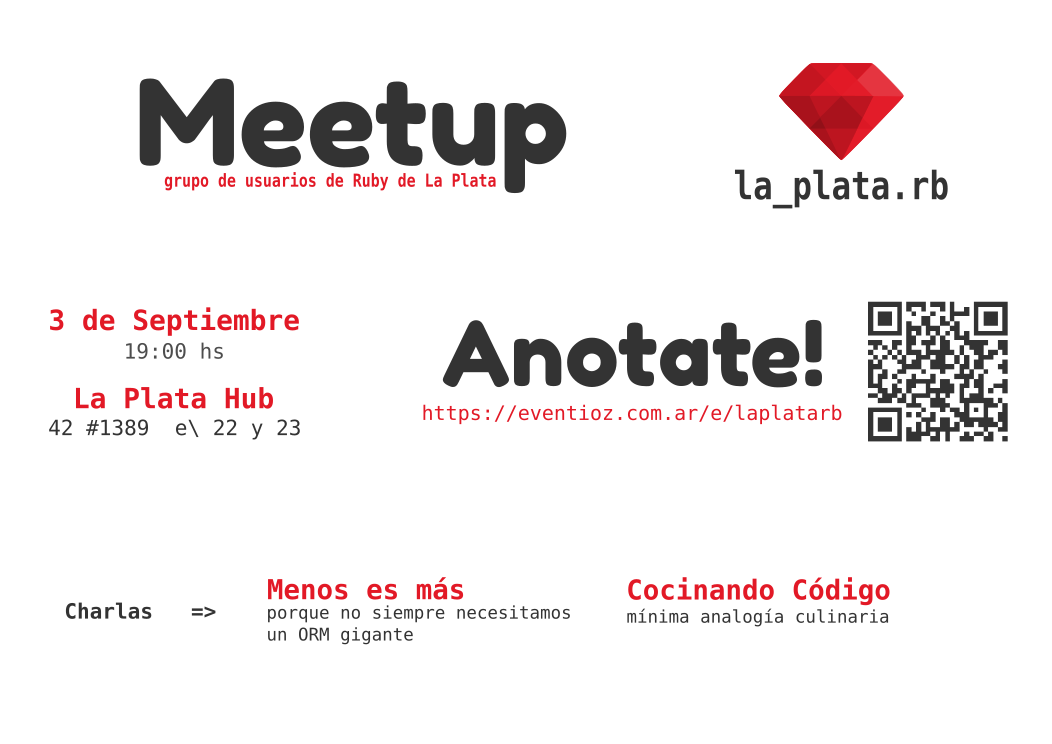 Meetup
grupo de usuarios de Ruby de La Plata
la_plata.rb
3 de Septiembre
19:00 hs
La Plata Hub
42 #1389  e\ 22 y 23
Anotate!
https://eventioz.com.ar/e/laplatarb
Charlas   =>
Menos es más
porque no siempre necesitamos
un ORM gigante
Cocinando Código
mínima analogía culinaria